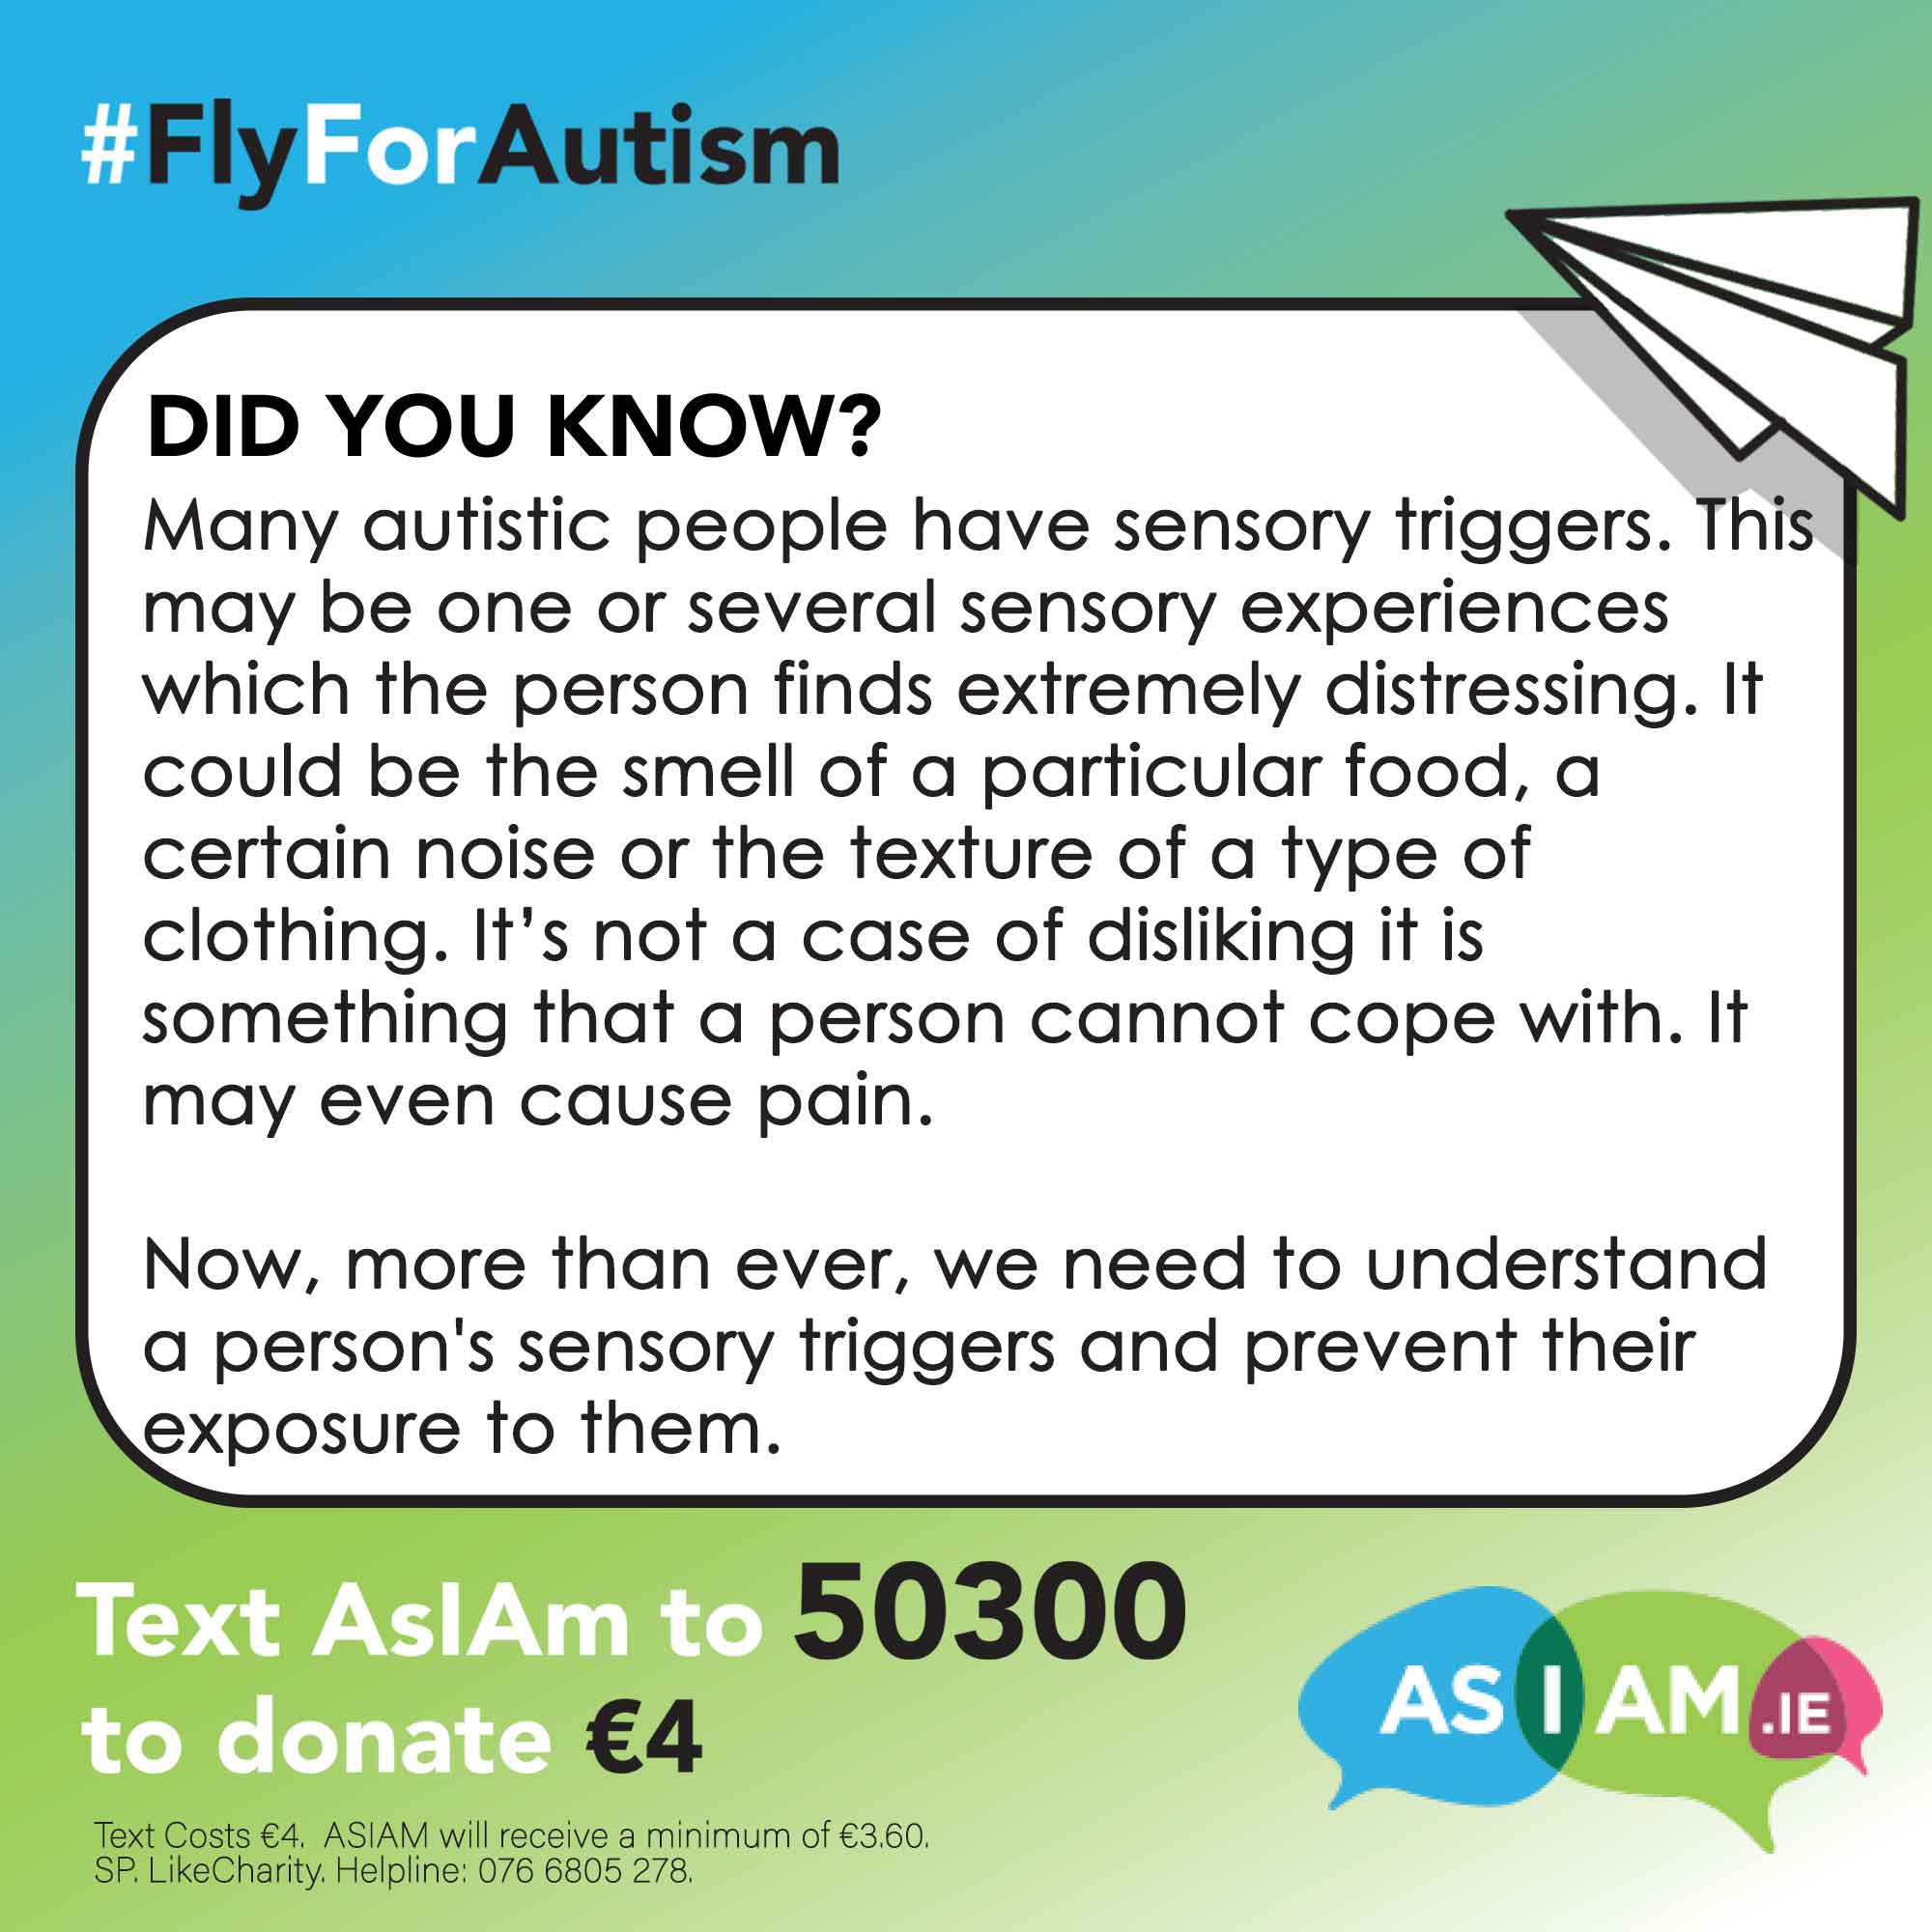 #FlyForAutism
DID YOU KNOW?
Many autistic people have sensory triggers. This
may be one or several sensory experiences
which the person finds extremely distressing. It
could be the smell of a particular food, a
certain noise or the texture of a type of
clothing. It’s not a case of disliking it is
something that a person cannot cope with. It
may even cause pain.
Now, more than ever, we need to understand
a person's sensory triggers and prevent their
exposure to them.
Text AsIAm to 50300
to donate €4
Text Costs €4. ASIAM will receive a minimum of €3.60.
SP. LikeCharity. Helpline: 076 6805 278.
AS I AM .IE